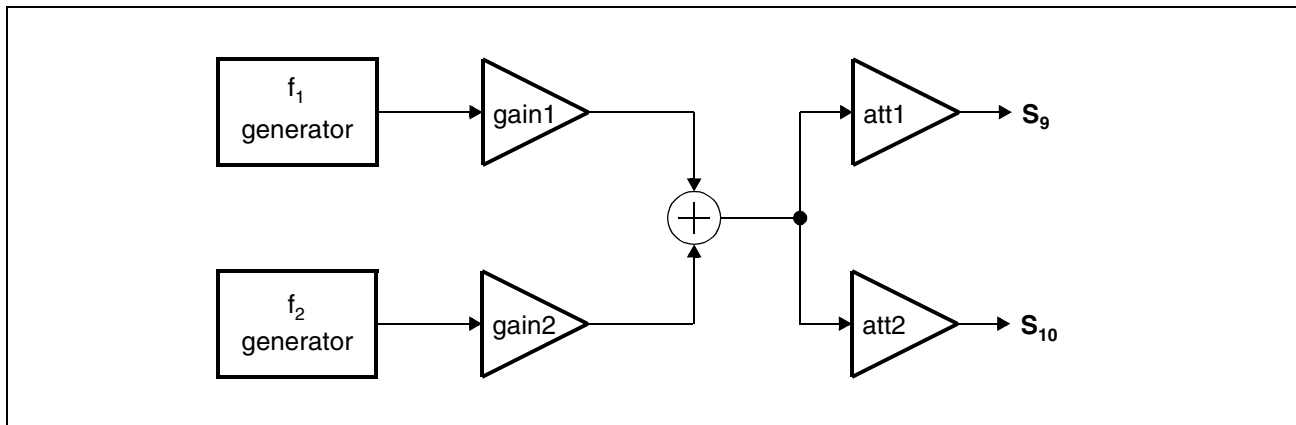 f₁
generator
gain1
att1
S₉
f₂
generator
gain2
att2
S₁₀